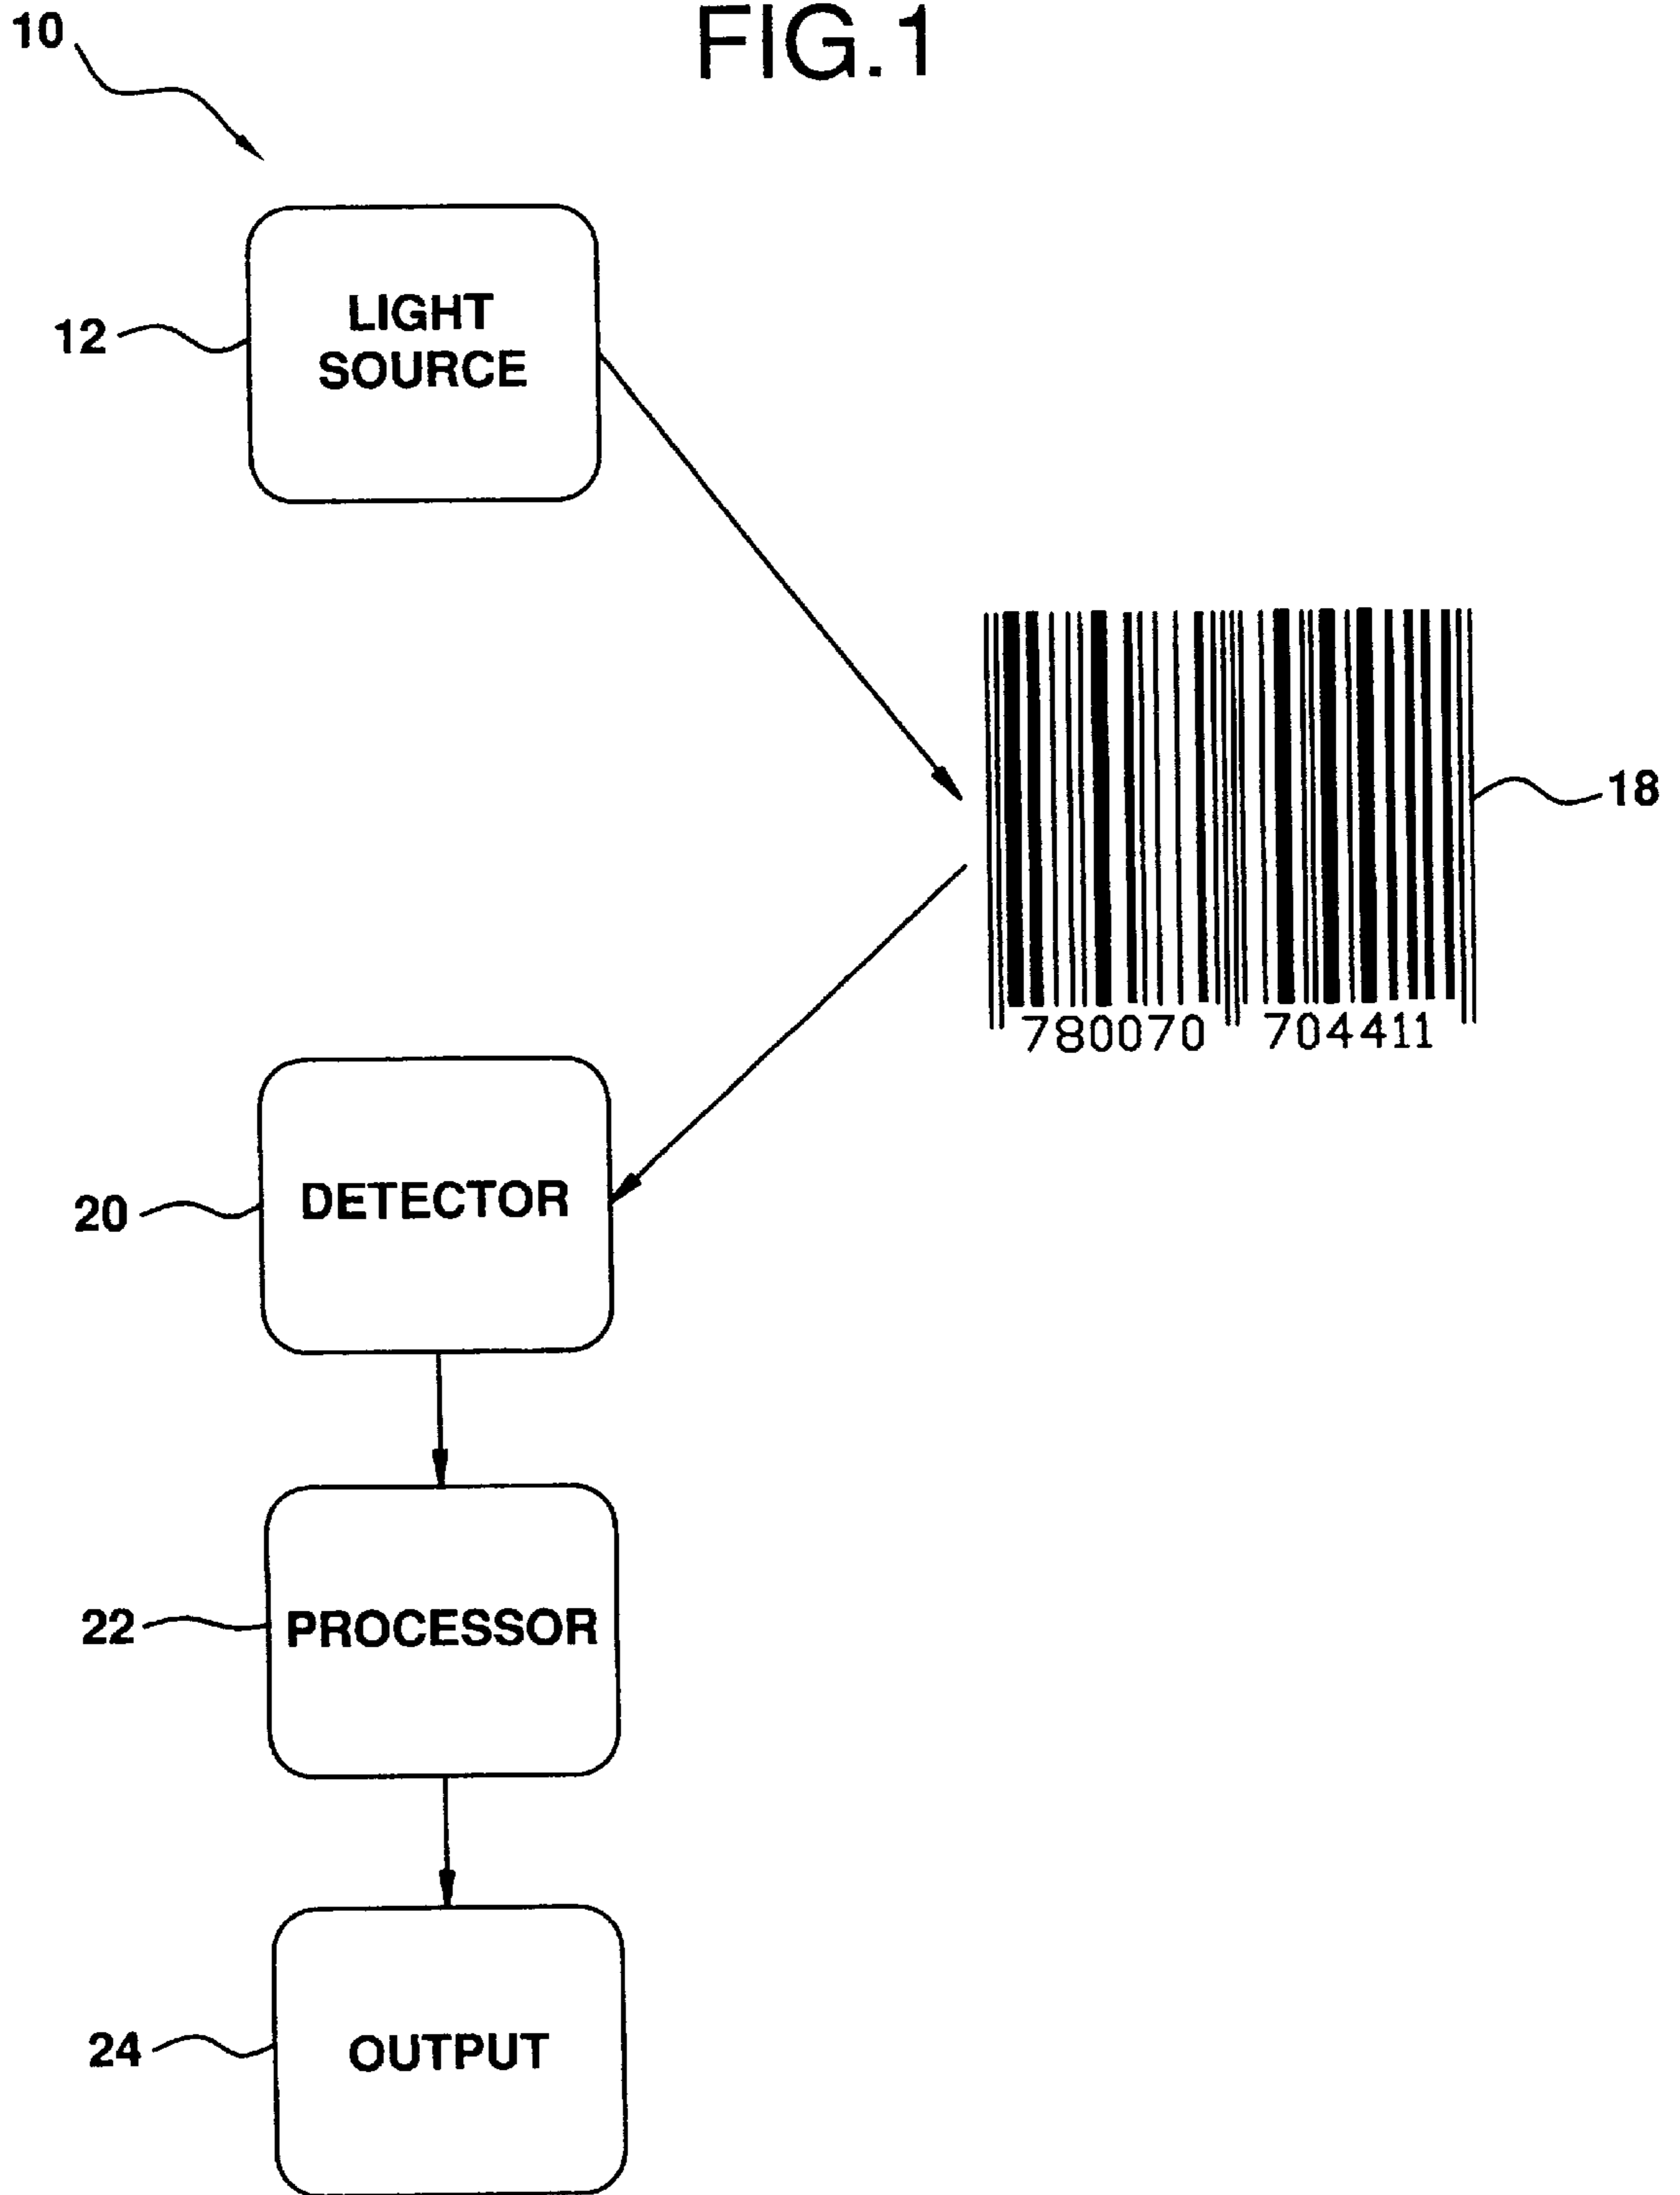 FIG.1
10
12
LIGHT
SOURCE
18
780070 704411
20
DETECTOR
22
PROCESSOR
24
OUTPUT